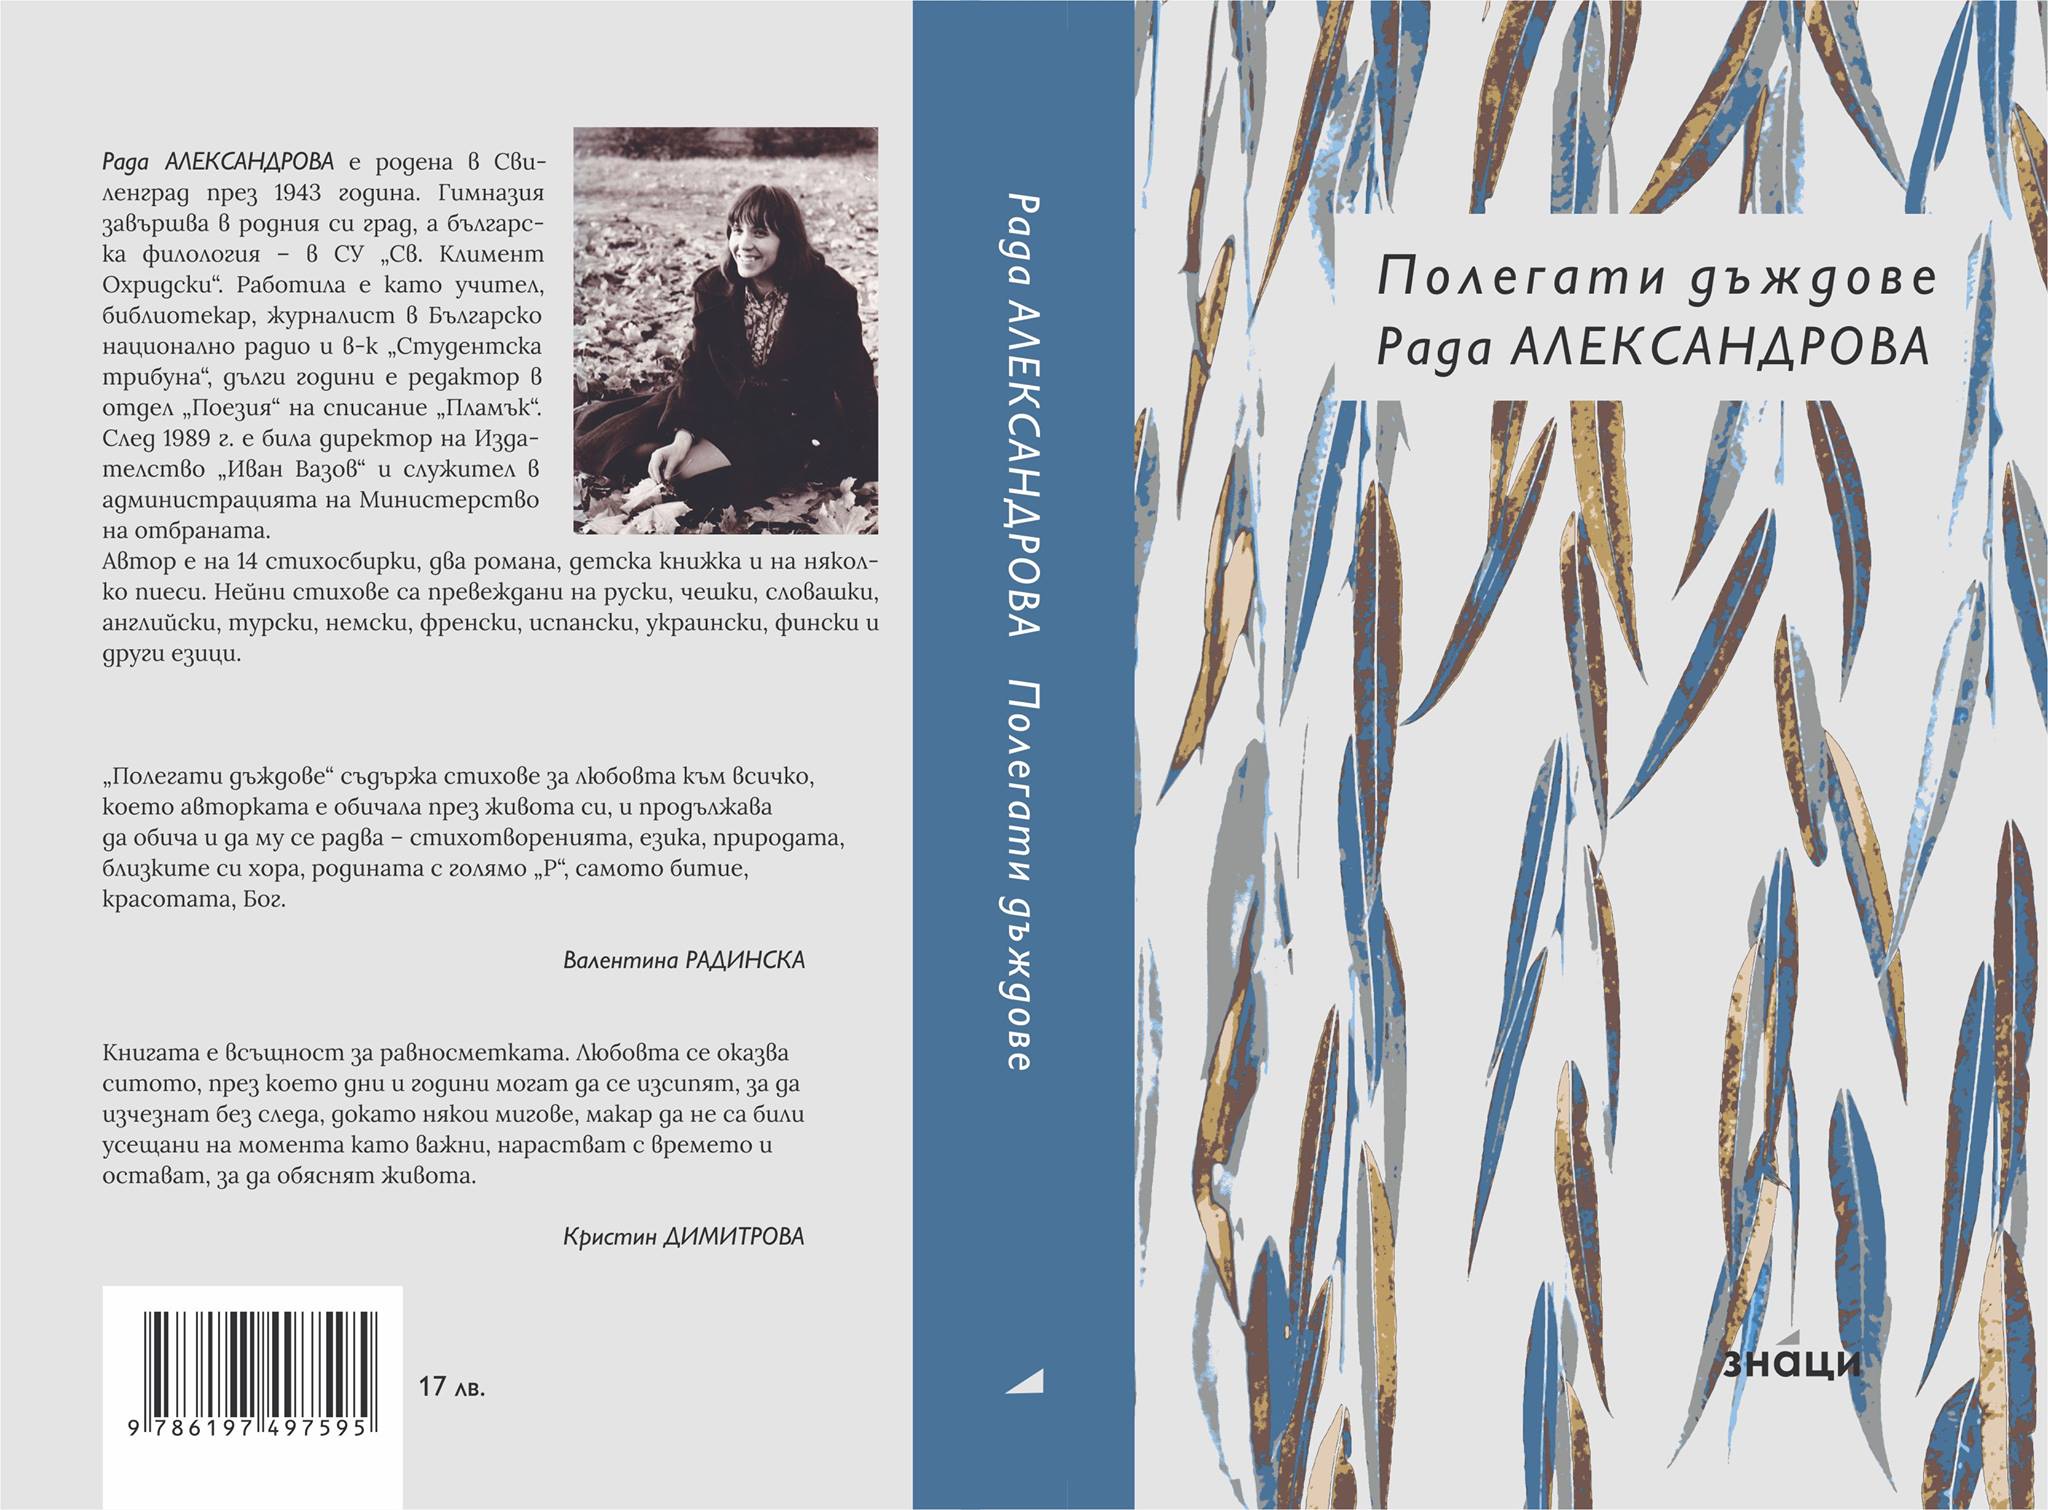 Рада АЛЕКСАНДРОВА е родена в Сви-
ленград през 1943 година. Гимназия
завършва в родния си град, а българс-
ка филология – в СУ „Св. Климент
Охридски“. Работила е като учител,
библиотекар, журналист в Българско
национално радио и в-к „Студентска
трибуна“, дълги години е редактор в
отдел „Поезия“ на списание „Пламък“.
След 1989 г. е била директор на Изда-
телство „Иван Вазов“ и служител в
администрацията на Министерство
на отбраната.
Автор е на 14 стихосбирки, два романа, детска книжка и на някол-
ко пиеси. Нейни стихове са превеждани на руски, чешки, словашки,
английски, турски, немски, френски, испански, украински, фински и
други езици.
„Полегати дъждове“ съдържа стихове за любовта към всичко,
което авторката е обичала през живота си, и продължава
да обича и да му се радва – стихотворенията, езика, природата,
близките си хора, родината с голямо „Р“, самото битие,
красотата, Бог.
Валентина РАДИНСКА
Книгата е всъщност за равносметката. Любовта се оказва
ситото, през което дни и години могат да се изсипят, за да
изчезнат без следа, докато някои мигове, макар да не са били
усещани на момента като важни, нарастват с времето и
остават, за да обяснят живота.
Кристин ДИМИТРОВА
9 786197 497595
17 лв.
Рада АЛЕКСАНДРОВА Полегати дъждове
Полегати дъждове
Рада АЛЕКСАНДРОВА
знаци